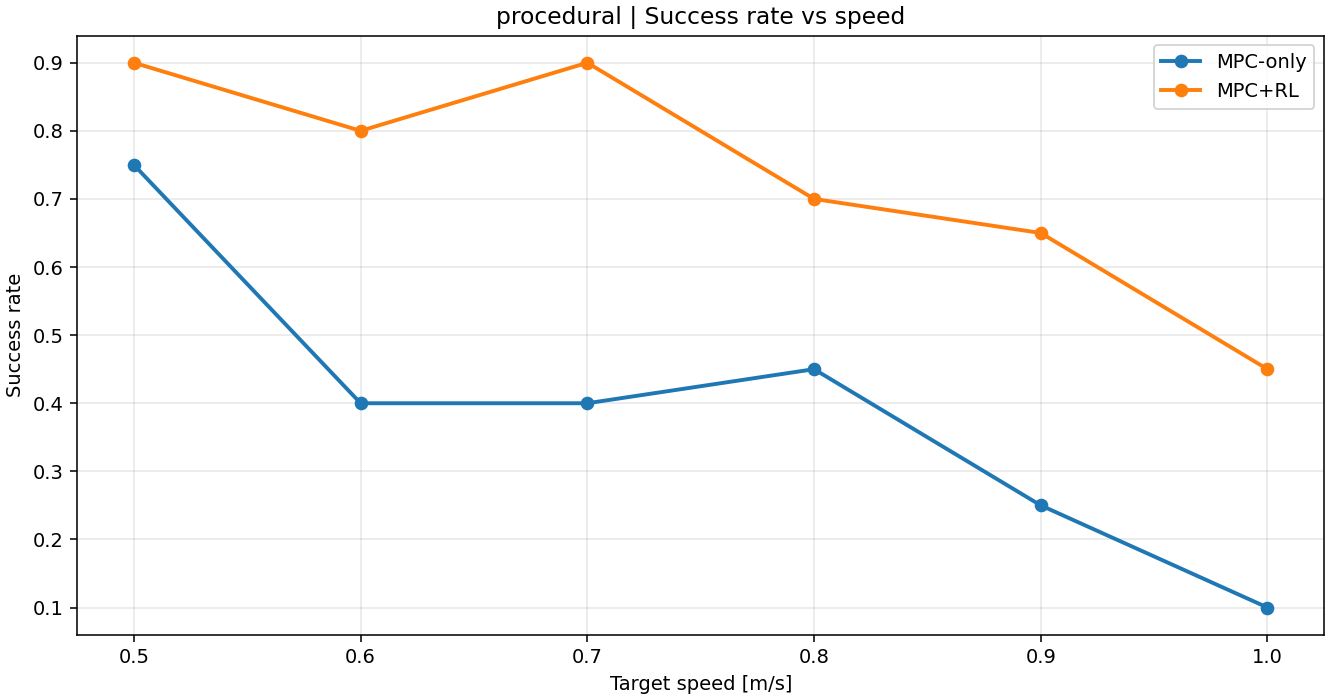 procedural | Success rate vs speed
MPC-only
MPC+RL
Success rate
0.9
0.8
0.7
0.6
0.5
0.4
0.3
0.2
0.1
0.5 0.6 0.7 0.8 0.9 1.0
Target speed [m/s]